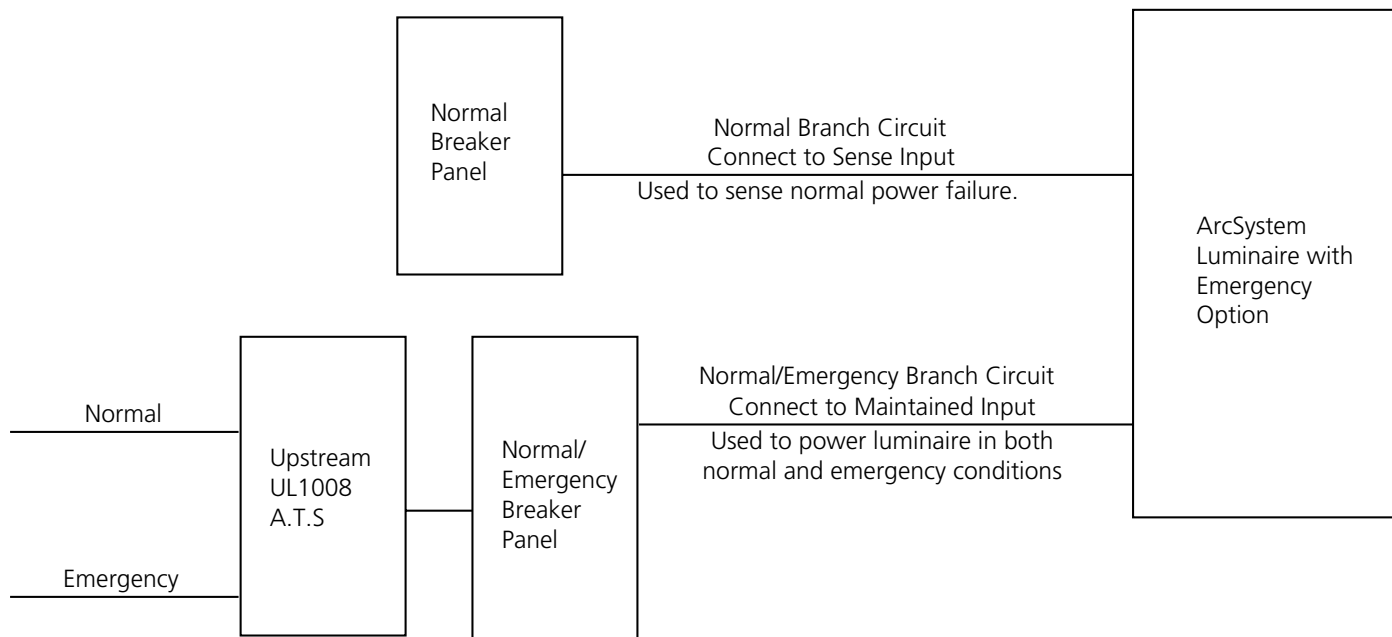 Normal
Breaker
Panel
Normal Branch Circuit
Connect to Sense Input
Used to sense normal power failure.
ArcSystem
Luminaire with
Emergency
Option
Normal
Emergency
Upstream
UL1008
A.T.S
Normal/
Emergency
Breaker
Panel
Normal/Emergency Branch Circuit
Connect to Maintained Input
Used to power luminaire in both
normal and emergency conditions